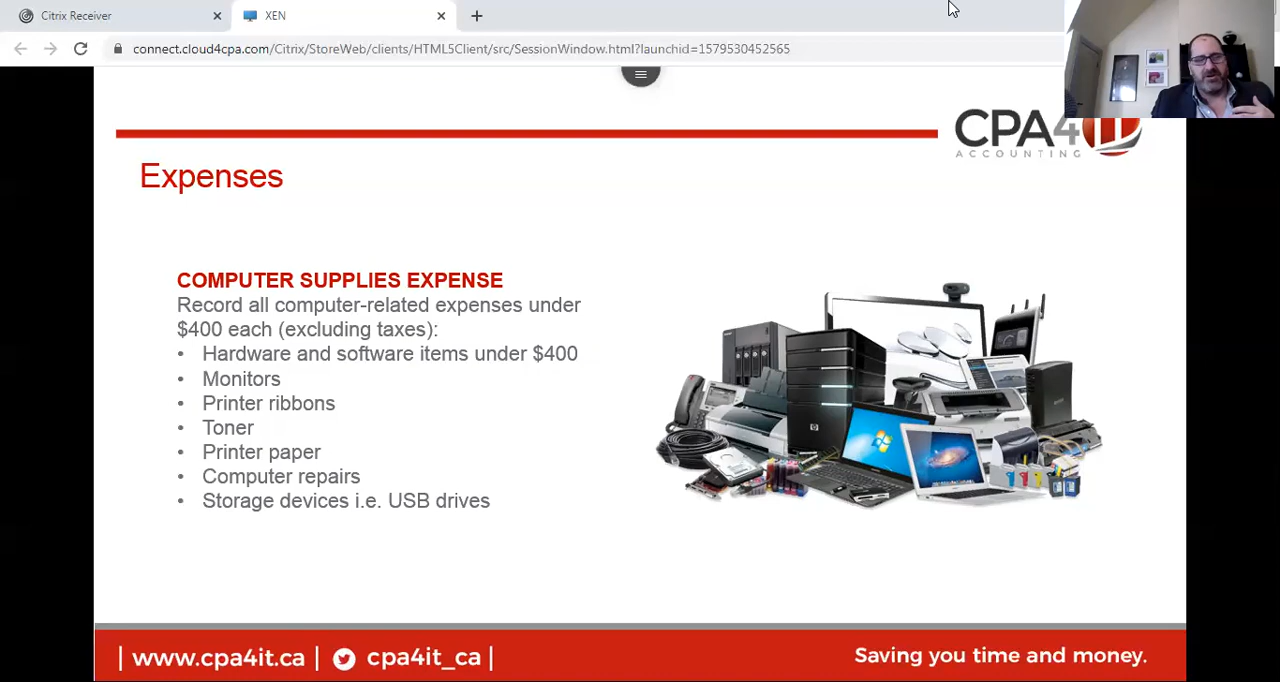 Citrix Receiver
XEN
connect.cloud4cpa.com/Citrix/StoreWeb/clients/HTML5Client/src/SessionWindow.html?launchid=1579530452565
CPA4IT
ACCOUNTING
Expenses
COMPUTER SUPPLIES EXPENSE
Record all computer-related expenses under
$400 each (excluding taxes):
• Hardware and software items under $400
• Monitors
• Printer ribbons
• Toner
• Printer paper
• Computer repairs
• Storage devices i.e. USB drives
hp
| www.cpa4it.ca | cpa4it_ca |
Saving you time and money.